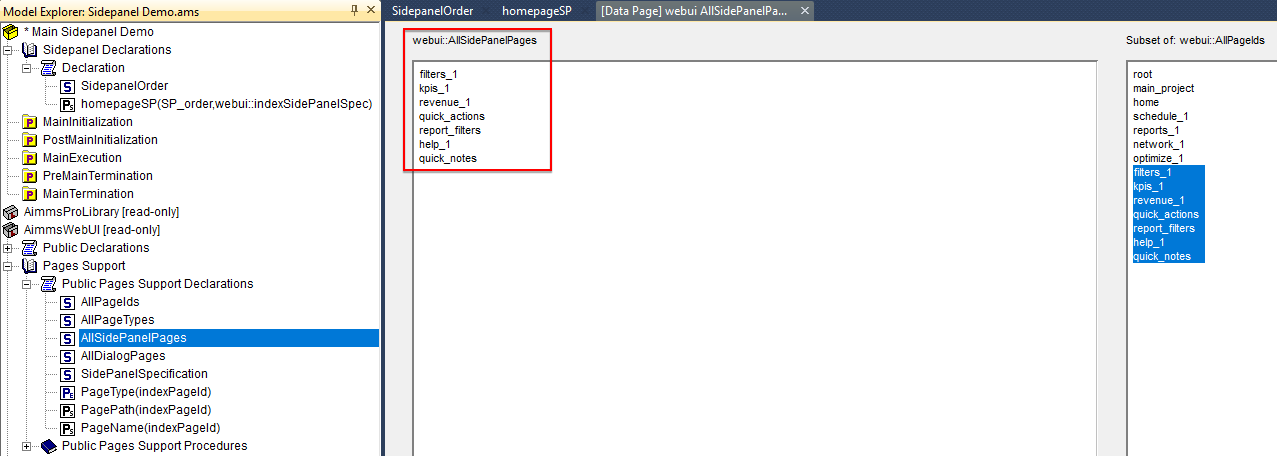 Model Explorer: Sidepanel Demo.ams
* Main Sidepanel Demo
Sidepanel Declarations
Declaration
S SidepanelOrder
Ps homepageSP(SP_order,webui::indexSidePanelSpec)
P MainInitialization
P PostMainInitialization
P MainExecution
P PreMainTermination
P MainTermination
AimmsProLibrary [read-only]
AimmsWebUI [read-only]
Public Declarations
Pages Support
Public Pages Support Declarations
S AllPageIds
S AllPageTypes
S AllSidePanelPages
S AllDialogPages
S SidePanelSpecification
PE PageType(indexPageId)
Ps PagePath(indexPageId)
Ps PageName(indexPageId)
Public Pages Support Procedures
SidepanelOrder
homepageSP
[Data Page] webui AllSidePanelPa...
webui::AllSidePanelPages
filters_1
kpis_1
revenue_1
quick_actions
report_filters
help_1
quick_notes
Subset of: webui::AllPageIds
root
main_project
home
schedule_1
reports_1
network_1
optimize_1
filters_1
kpis_1
revenue_1
quick_actions
report_filters
help_1
quick_notes